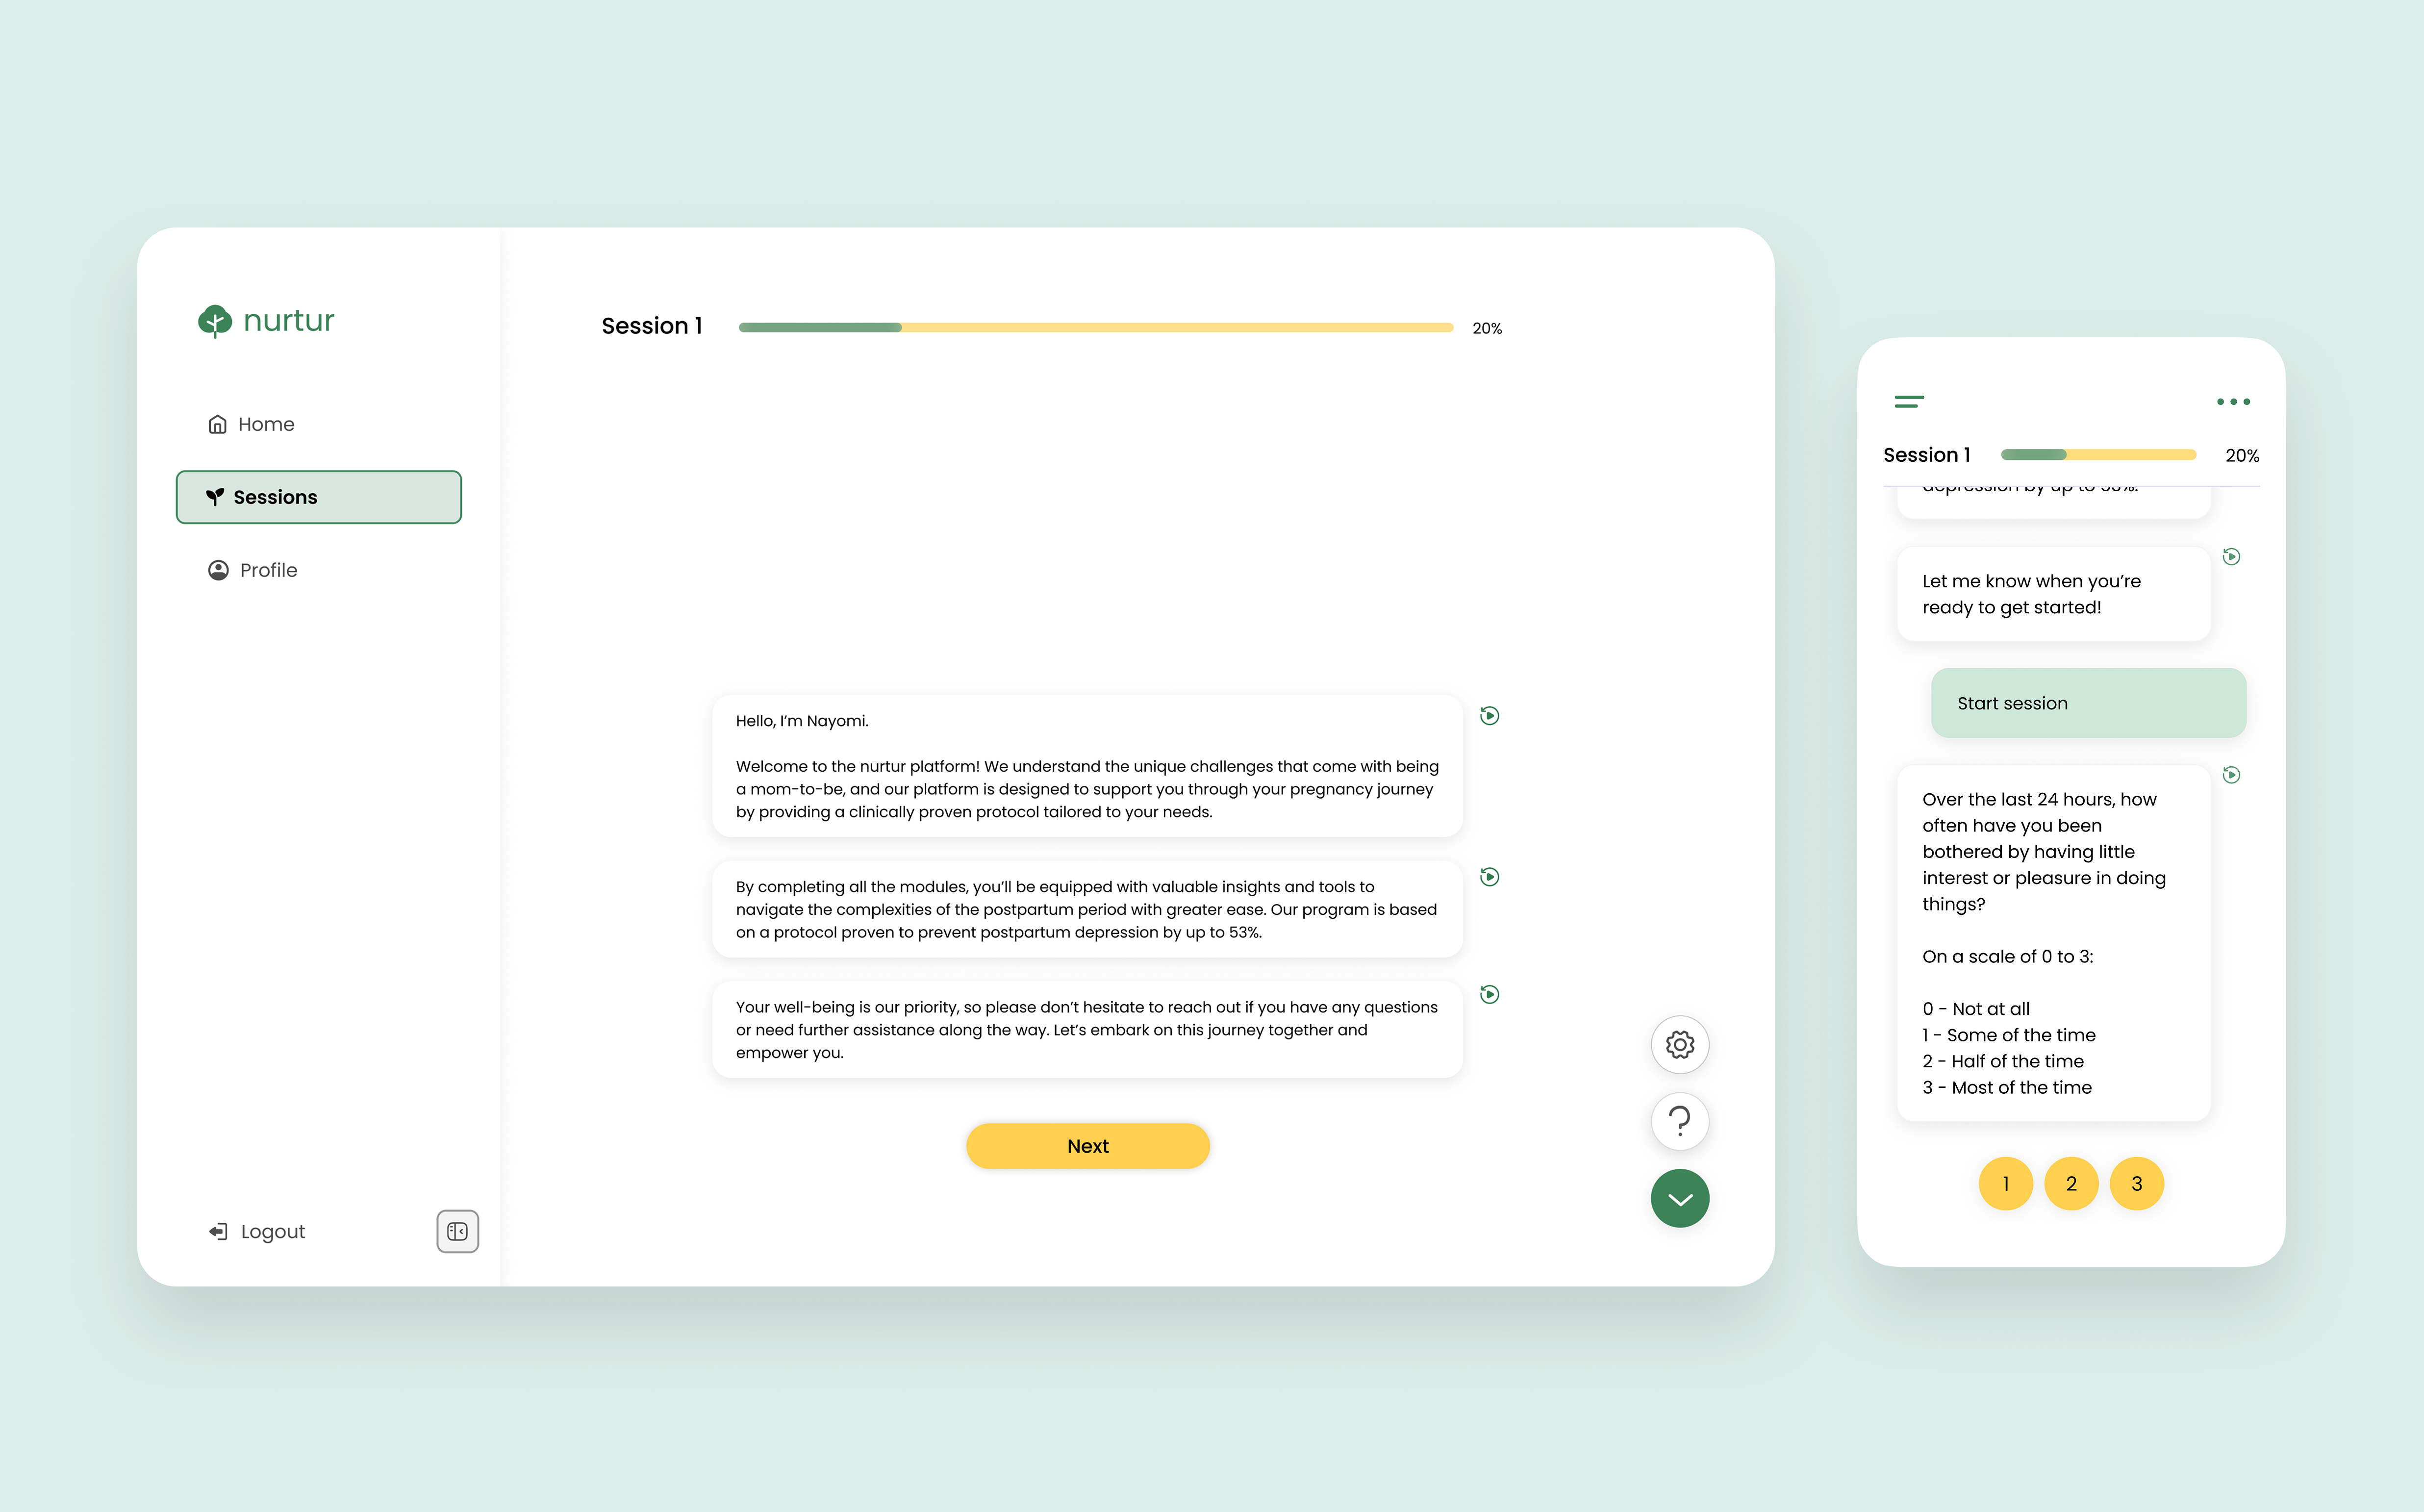 nurtur
Home
Sessions
Profile
Logout
Session 1
20%
Hello, I'm Nayomi.
Welcome to the nurtur platform! We understand the unique challenges that come with being
a mom-to-be, and our platform is designed to support you through your pregnancy journey
by providing a clinically proven protocol tailored to your needs.
By completing all the modules, you'll be equipped with valuable insights and tools to
navigate the complexities of the postpartum period with greater ease. Our program is based
on a protocol proven to prevent postpartum depression by up to 53%.
Your well-being is our priority, so please don't hesitate to reach out if you have any questions
or need further assistance along the way. Let's embark on this journey together and
empower you.
Next
?
Session 1
20%
depression by up to 53%.
Let me know when you're
ready to get started!
Start session
Over the last 24 hours, how
often have you been
bothered by having little
interest or pleasure in doing
things?
On a scale of 0 to 3:
0 - Not at all
1 - Some of the time
2 - Half of the time
3 - Most of the time
1 2 3